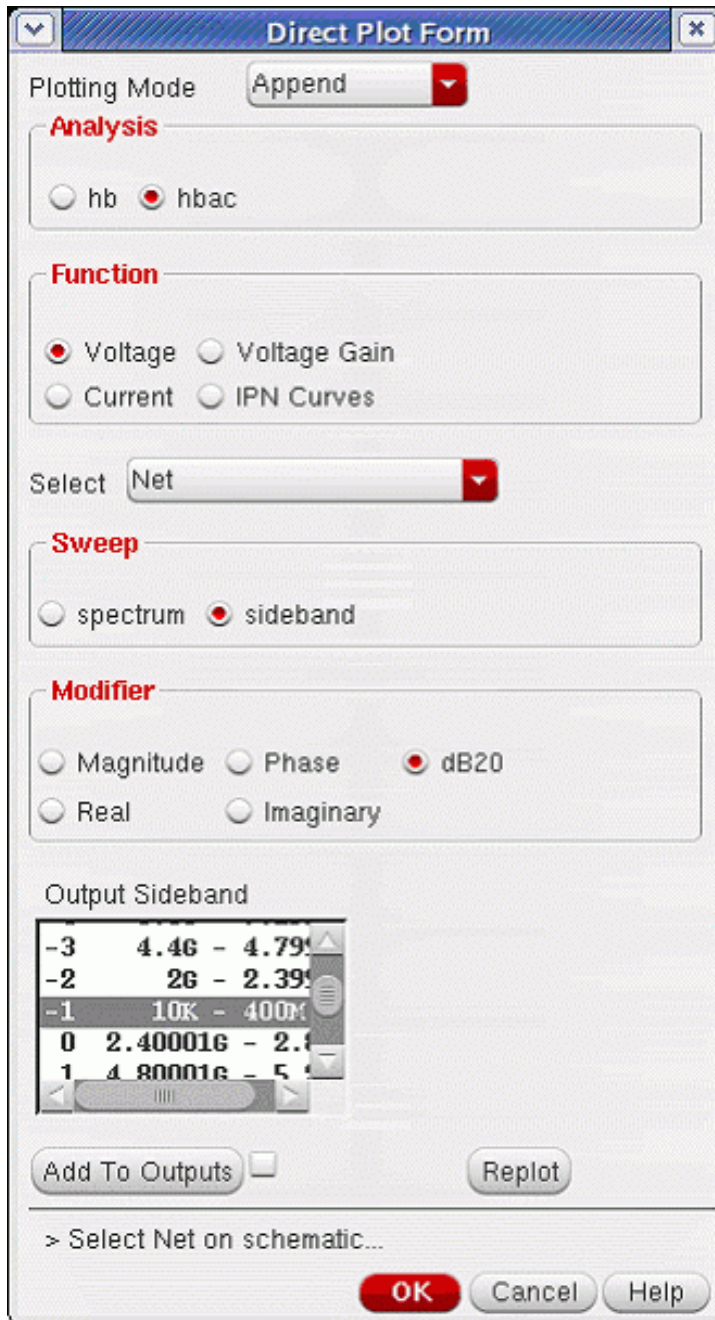 Direct Plot Form
Plotting Mode Append
Analysis
hb hbac
Function
Voltage Voltage Gain
Current IPN Curves
Select Net
Sweep
spectrum sideband
Modifier
Magnitude Phase dB20
Real Imaginary
Output Sideband
-3 4.4G - 4.79
-2 2G - 2.39
-1 10K - 400M
0 2.40001G - 2.8
1 4.80001G - 5.
Add To Outputs Replot
> Select Net on schematic...
OK Cancel Help